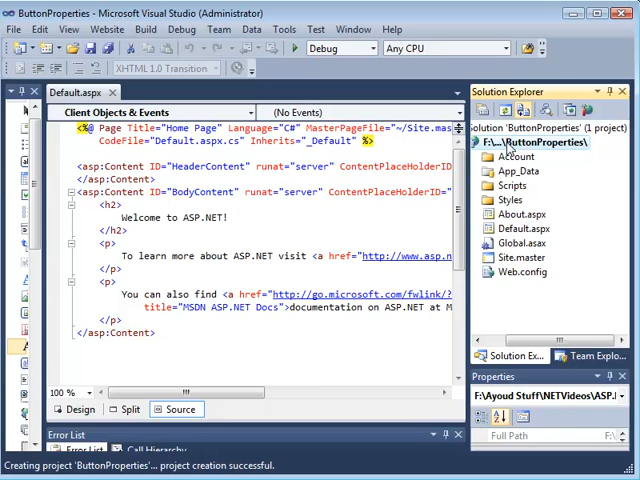 ButtonProperties - Microsoft Visual Studio (Administrator)
File Edit View Website Build Debug Team Data Tools Test Window Help
Debug Any CPU
XHTML 1.0 Transition
Default.aspx
Client Objects & Events (No Events)
<%@ Page Title="Home Page" Language="C#" MasterPageFile="~/Site.mas
CodeFile="Default.aspx.cs" Inherits="_Default" %>
<asp:Content ID="HeaderContent" runat="server" ContentPlaceHolderID=
</asp:Content>
<asp:Content ID="BodyContent" runat="server" ContentPlaceHolderID=
<h2>
Welcome to ASP.NET!
</h2>
<p>
To learn more about ASP.NET visit <a href="http://www.asp.n
</p>
<p>
You can also find <a href="http://go.microsoft.com/fwlink/?
title="MSDN ASP.NET Docs">documentation on ASP.NET at M
</p>
</asp:Content>
100 %
Design Split Source
Error List
Error List Call Hierarchy
Solution Explorer
Solution 'ButtonProperties' (1 project)
F:\...\ButtonProperties\
Account
App_Data
Scripts
Styles
About.aspx
Default.aspx
Global.asax
Site.master
Web.config
Solution Ex... Team Explo...
Properties
F:\Ayoud Stuff\NETVideos\ASP.
Full Path F:\
Creating project 'ButtonProperties'... project creation successful.